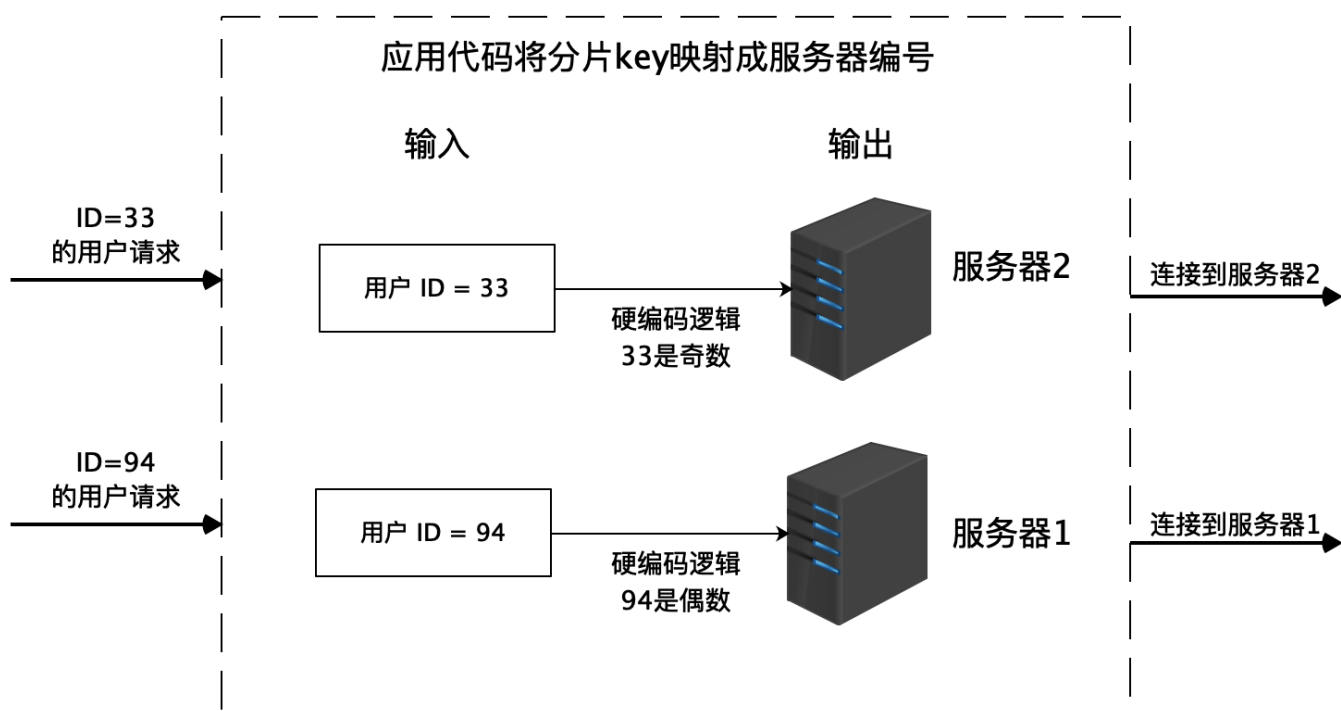 应用代码将分片key映射成服务器编号
输入
输出
ID=33
的用户请求
用户 ID = 33
硬编码逻辑
33是奇数
服务器2
连接到服务器2
ID=94
的用户请求
用户 ID = 94
硬编码逻辑
94是偶数
服务器1
连接到服务器1